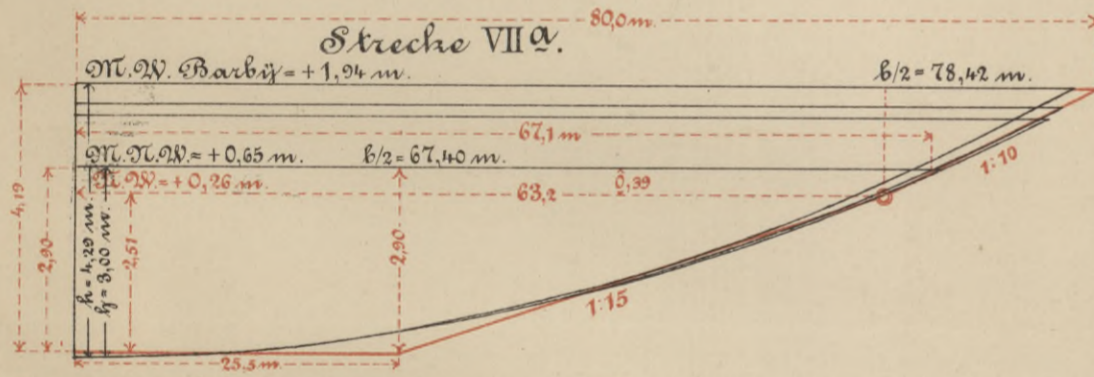 80,0 m.
Strecke VII a.
M.W. Barby = + 1,94 m.
b/2 = 78,42 m.
67,1 m
M.N.W. = + 0,65 m.
b/2 = 67,40 m.
1:10
M.W. = + 0,26 m.
63,2
0,39
4,19
2,90
h = 4,29 m.
h = 3,00 m.
2,51
2,90
1:15
25,5 m